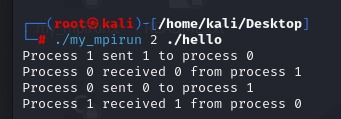 ┌──(root㉿kali)-[/home/kali/Desktop]
└─# ./my_mpirun 2 ./hello
Process 1 sent 1 to process 0
Process 0 received 0 from process 1
Process 0 sent 0 to process 1
Process 1 received 1 from process 0